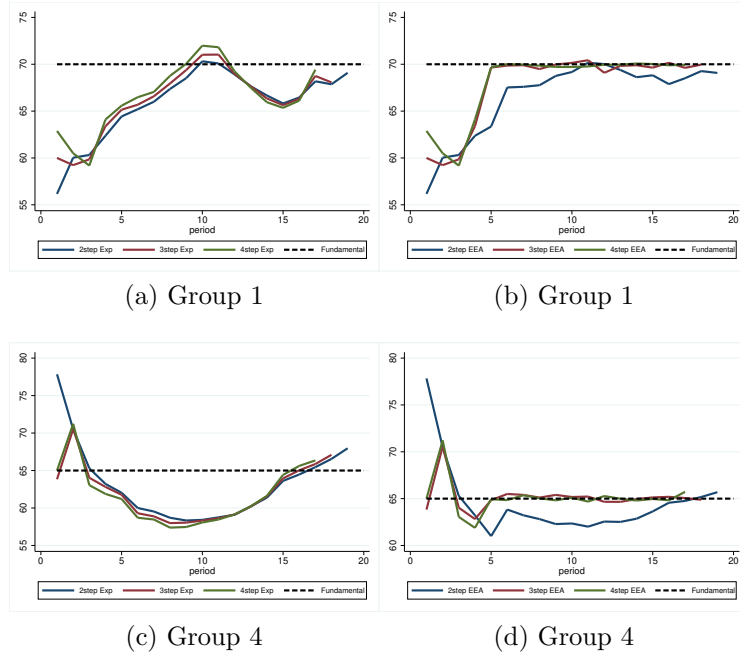 75
70
65
60
55
0 5 10 15 20
period
2step Exp 3step Exp 4step Exp Fundamental
(a) Group 1
75
70
65
60
55
0 5 10 15 20
period
2step EEA 3step EEA 4step EEA Fundamental
(b) Group 1
80
75
70
65
60
55
0 5 10 15 20
period
2step Exp 3step Exp 4step Exp Fundamental
(c) Group 4
80
75
70
65
60
0 5 10 15 20
period
2step EEA 3step EEA 4step EEA Fundamental
(d) Group 4